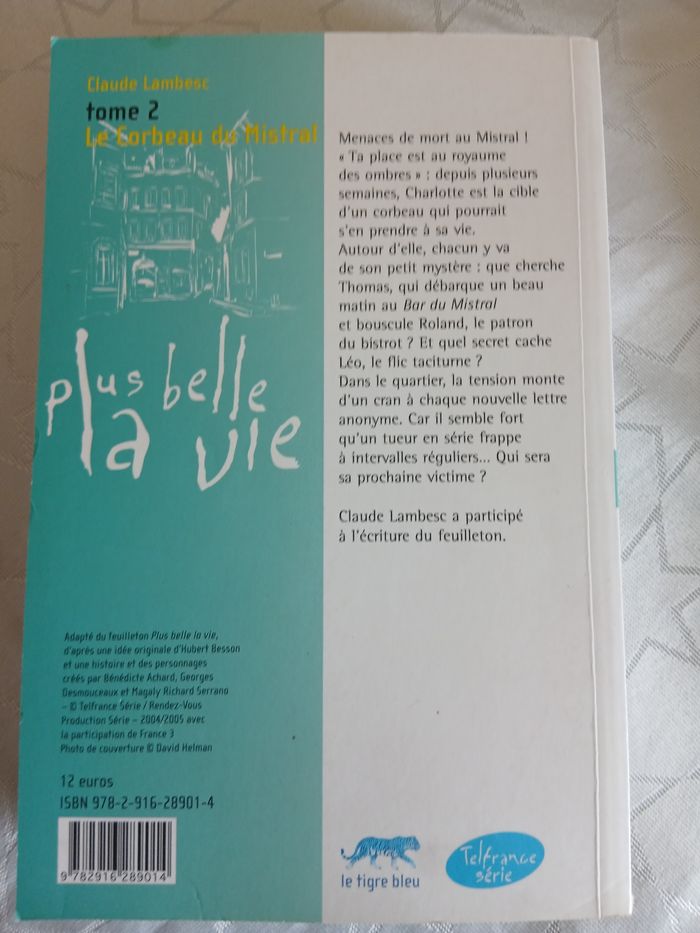 Claude Lambesc
tome 2
Le Corbeau du Mistral
plus belle
la vie
Menaces de mort au Mistral !
« Ta place est au royaume
des ombres » : depuis plusieurs
semaines, Charlotte est la cible
d'un corbeau qui pourrait
s'en prendre à sa vie.
Autour d'elle, chacun y va
de son petit mystère : que cherche
Thomas, qui débarque un beau
matin au Bar du Mistral
et bouscule Roland, le patron
du bistrot ? Et quel secret cache
Léo, le flic taciturne ?
Dans le quartier, la tension monte
d'un cran à chaque nouvelle lettre
anonyme. Car il semble fort
qu'un tueur en série frappe
à intervalles réguliers... Qui sera
sa prochaine victime ?
Claude Lambesc a participé
à l'écriture du feuilleton.
Adapté du feuilleton Plus belle la vie,
d'après une idée originale d'Hubert Besson
et une histoire et des personnages
créés par Bénédicte Achard, Georges
Desmouceaux et Magaly Richard Serrano
– © Telfrance Série / Rendez-Vous
Production Série – 2004/2005 avec
la participation de France 3
Photo de couverture © David Helman
12 euros
ISBN 978-2-916-28901-4
9 782916 289014
le tigre bleu
Telfrance
série